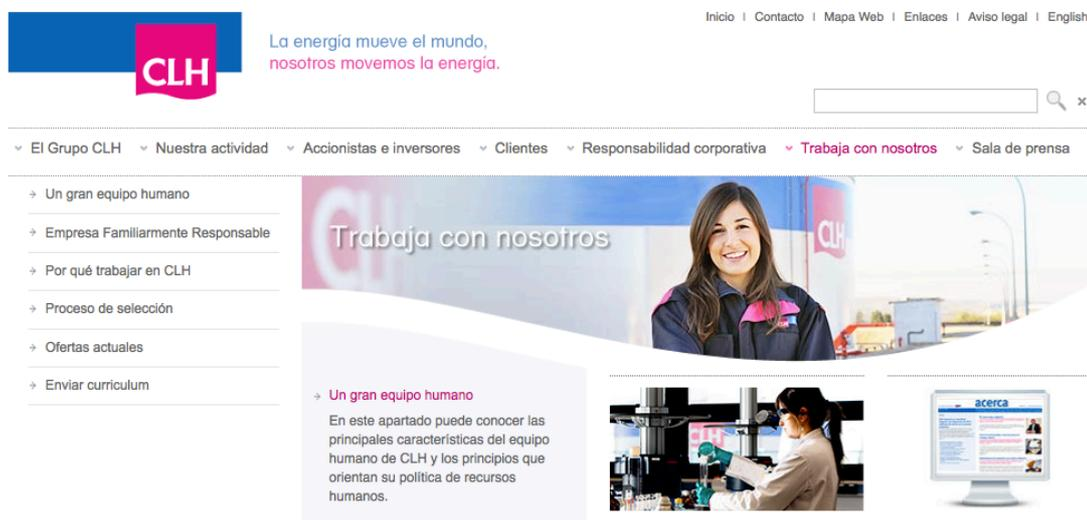 Inicio | Contacto | Mapa Web | Enlaces | Aviso legal | English
CLH
La energía mueve el mundo,
nosotros movemos la energía.
x
El Grupo CLH Nuestra actividad Accionistas e inversores Clientes Responsabilidad corporativa Trabaja con nosotros Sala de prensa
Un gran equipo humano
Empresa Familiarmente Responsable
Por qué trabajar en CLH
Proceso de selección
Ofertas actuales
Enviar curriculum
Trabaja con nosotros
CLH
Un gran equipo humano
En este apartado puede conocer las
principales características del equipo
humano de CLH y los principios que
orientan su política de recursos
humanos.
CLH
acerca